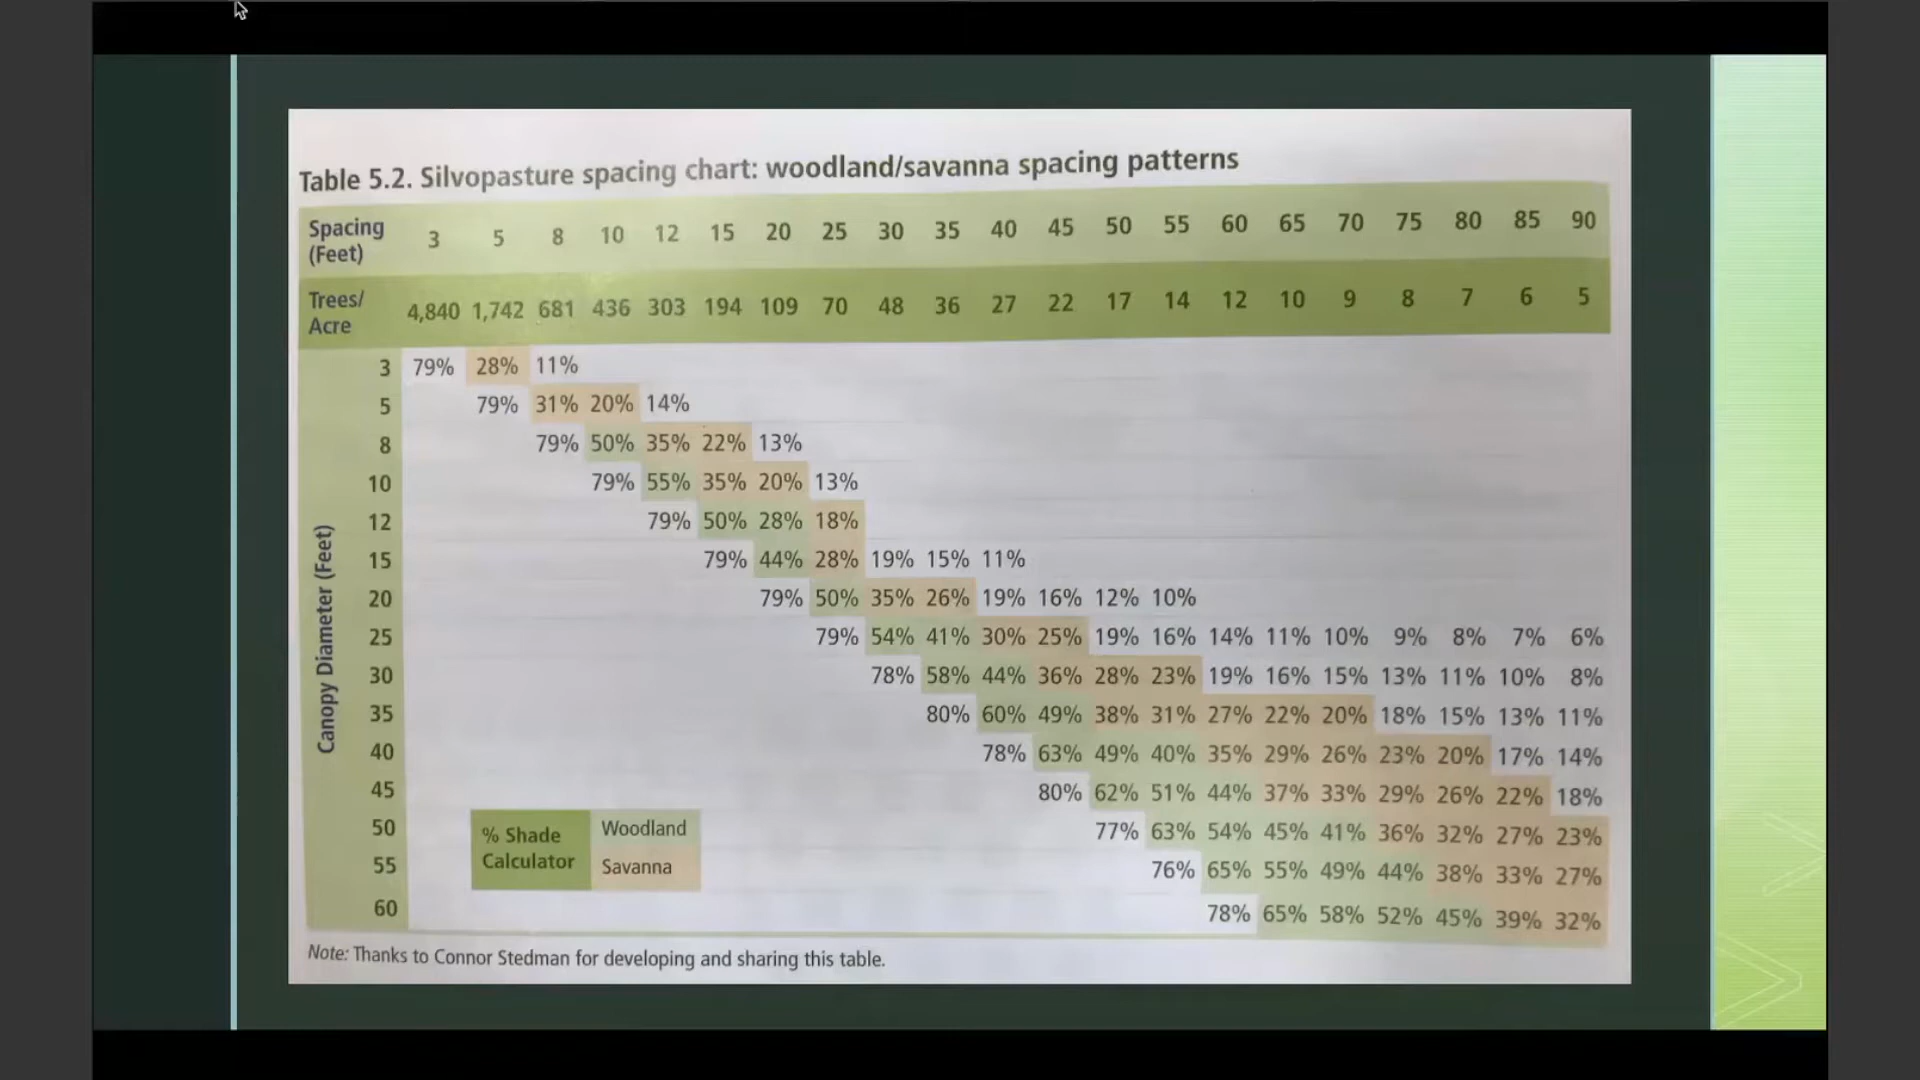 Table 5.2. Silvopasture spacing chart: woodland/savanna spacing patterns
Spacing (Feet) 3 5 8 10 12 15 20 25 30 35 40 45 50 55 60 65 70 75 80 85 90
Trees/ Acre 4,840 1,742 681 436 303 194 109 70 48 36 27 22 17 14 12 10 9 8 7 6 5
Canopy Diameter (Feet)
3 79% 28% 11%
5 79% 31% 20% 14%
8 79% 50% 35% 22% 13%
10 79% 55% 35% 20% 13%
12 79% 50% 28% 18%
15 79% 44% 28% 19% 15% 11%
20 79% 50% 35% 26% 19% 16% 12% 10%
25 79% 54% 41% 30% 25% 19% 16% 14% 11% 10% 9% 8% 7% 6%
30 78% 58% 44% 36% 28% 23% 19% 16% 15% 13% 11% 10% 8%
35 80% 60% 49% 38% 31% 27% 22% 20% 18% 15% 13% 11%
40 78% 63% 49% 40% 35% 29% 26% 23% 20% 17% 14%
45 80% 62% 51% 44% 37% 33% 29% 26% 22% 18%
50 77% 63% 54% 45% 41% 36% 32% 27% 23%
55 76% 65% 55% 49% 44% 38% 33% 27%
60 78% 65% 58% 52% 45% 39% 32%
% Shade Calculator
Woodland
Savanna
Note: Thanks to Connor Stedman for developing and sharing this table.